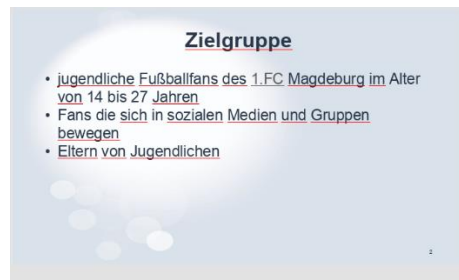 Zielgruppe
• jugendliche Fußballfans des 1.FC Magdeburg im Alter
von 14 bis 27 Jahren
• Fans die sich in sozialen Medien und Gruppen
bewegen
• Eltern von Jugendlichen
2